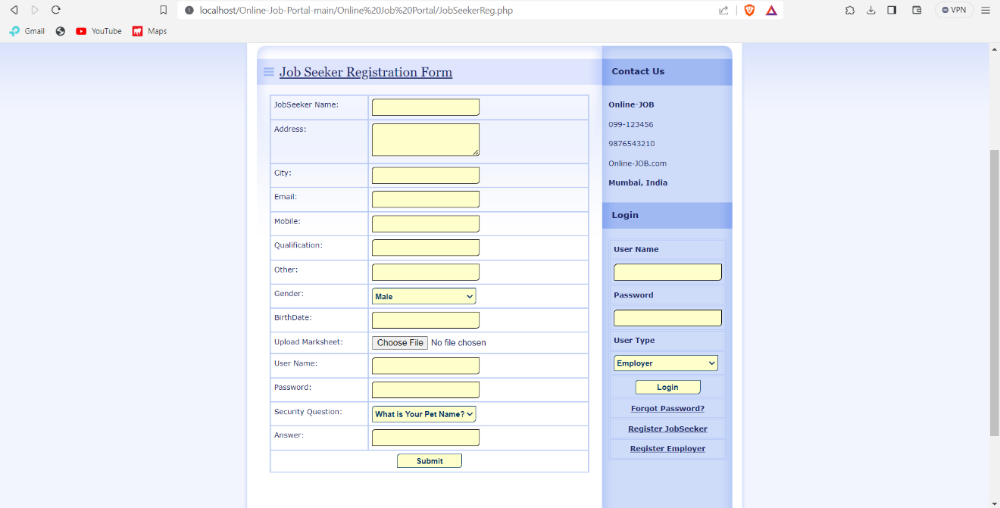 localhost/Online-Job-Portal-main/Online%20Job%20Portal/JobSeekerReg.php
VPN
Gmail
YouTube
Maps
Job Seeker Registration Form
JobSeeker Name:
Address:
City:
Email:
Mobile:
Qualification:
Other:
Gender:
Male
BirthDate:
Upload Marksheet:
Choose File No file chosen
User Name:
Password:
Security Question:
What is Your Pet Name?
Answer:
Submit
Contact Us
Online-JOB
099-123456
9876543210
Online-JOB.com
Mumbai, India
Login
User Name
Password
User Type
Employer
Login
Forgot Password?
Register JobSeeker
Register Employer